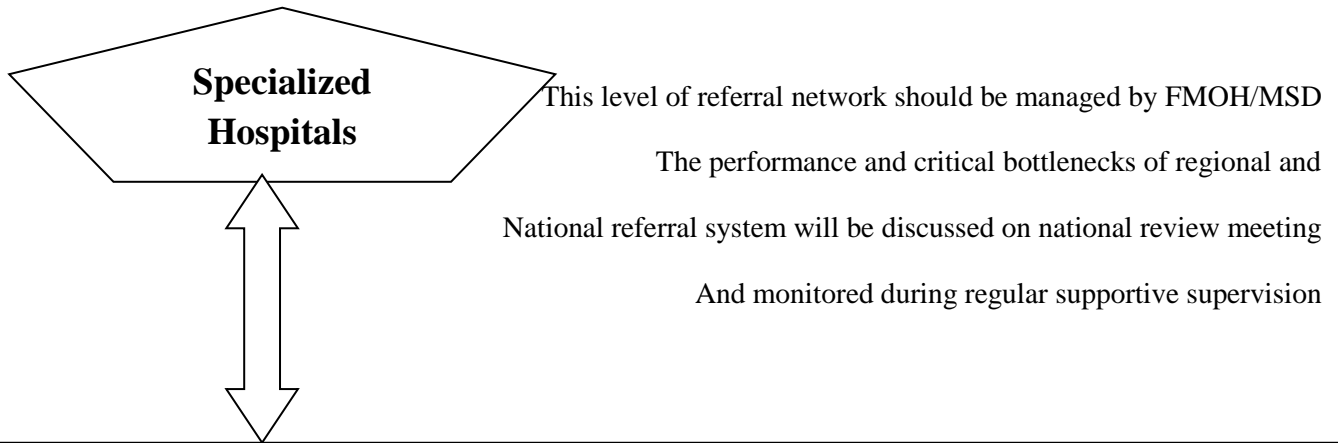 Specialized
Hospitals
This level of referral network should be managed by FMOH/MSD
The performance and critical bottlenecks of regional and
National referral system will be discussed on national review meeting
And monitored during regular supportive supervision